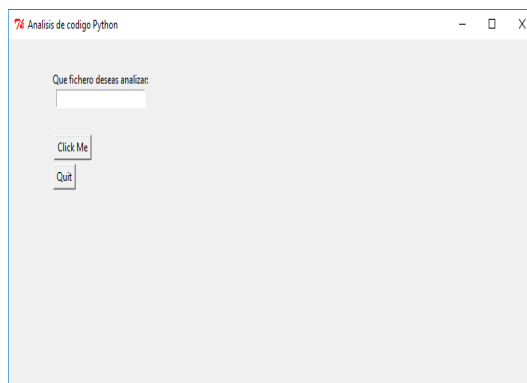 Analisis de codigo Python
Que fichero deseas analizar:
Click Me
Quit